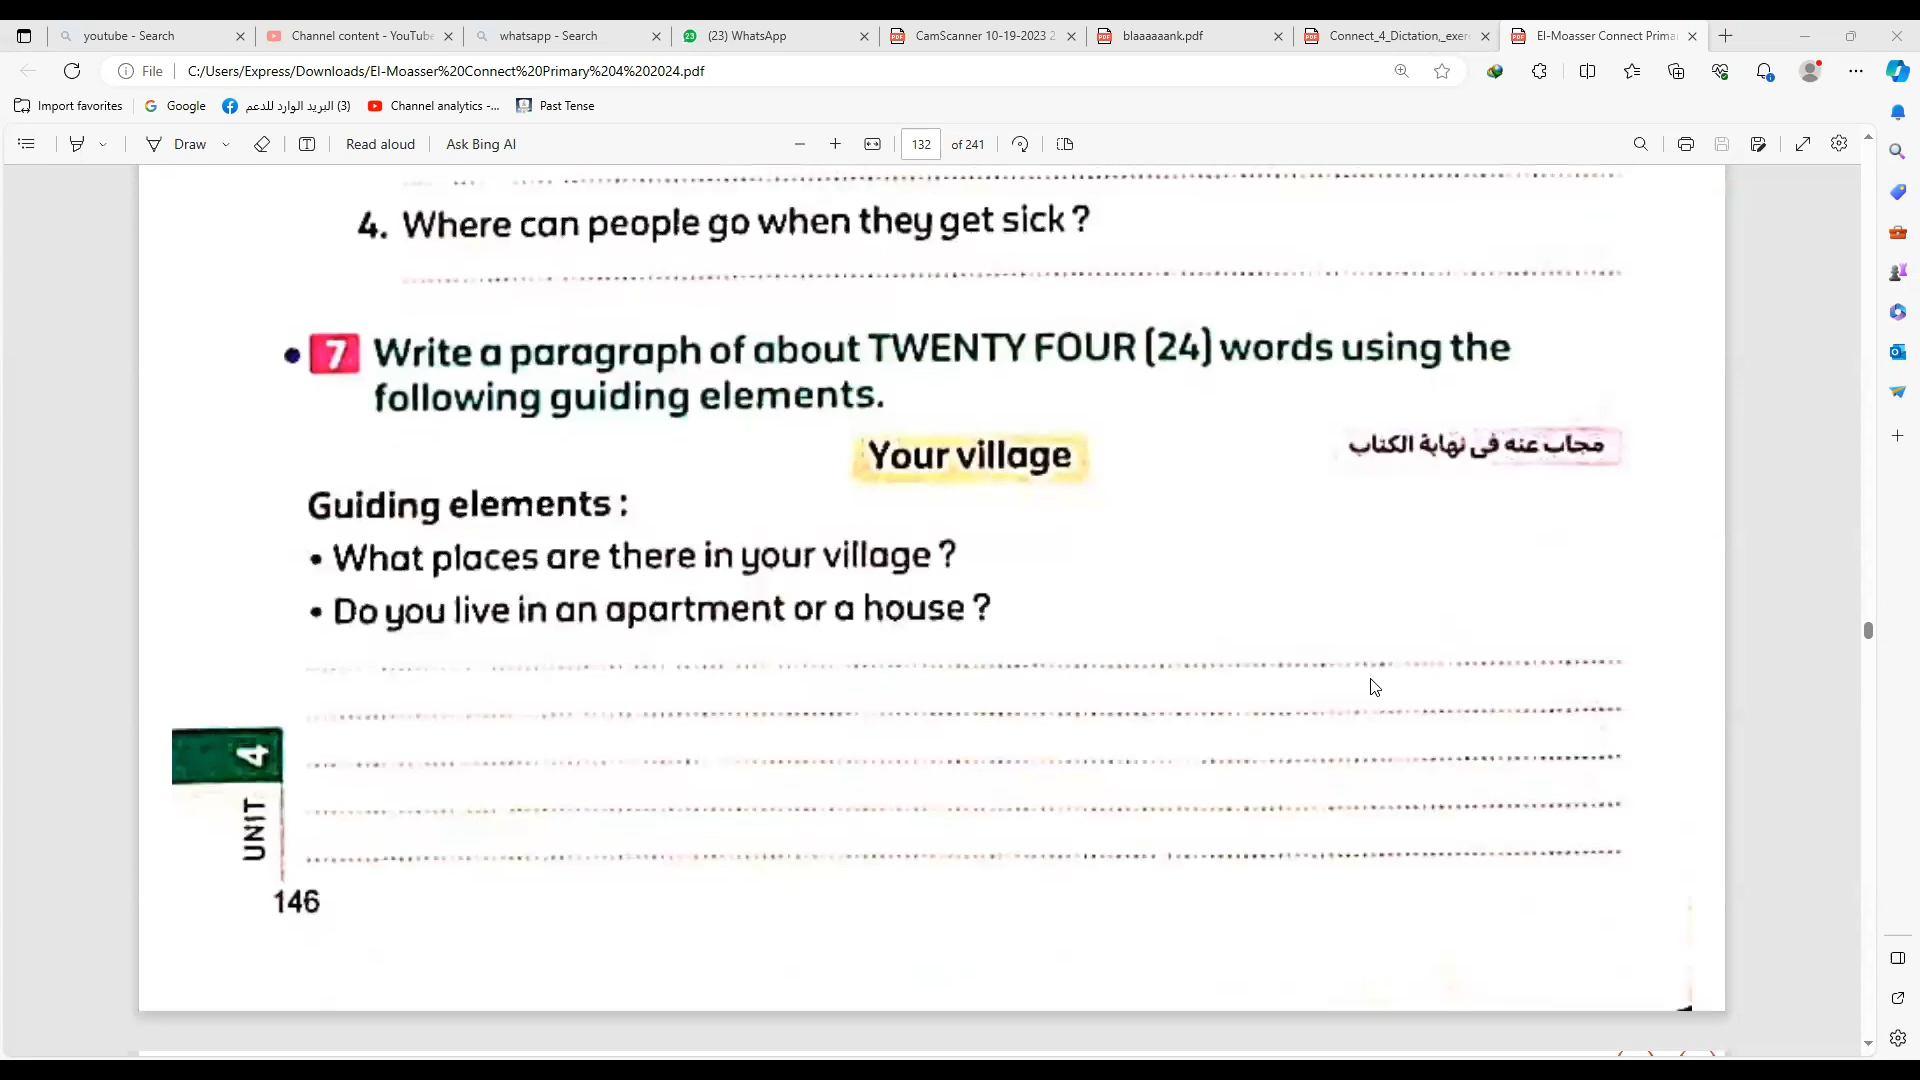 youtube - Search
Channel content - YouTube
whatsapp - Search
(23) WhatsApp
CamScanner 10-19-2023 2
blaaaaaank.pdf
Connect_4_Dictation,_exer
El-Moasser Connect Prima
File
C:/Users/Express/Downloads/El-Moasser%20Connect%20Primary%204%202024.pdf
Import favorites
Google
(3) البريد الوارد للدعم
Channel analytics -...
Past Tense
Draw
Read aloud
Ask Bing AI
132 of 241
4. Where can people go when they get sick ?
7 Write a paragraph of about TWENTY FOUR (24) words using the
following guiding elements.
Your village
مجاب عنه فى نهاية الكتاب
Guiding elements :
• What places are there in your village ?
• Do you live in an apartment or a house ?
UNIT 4
146